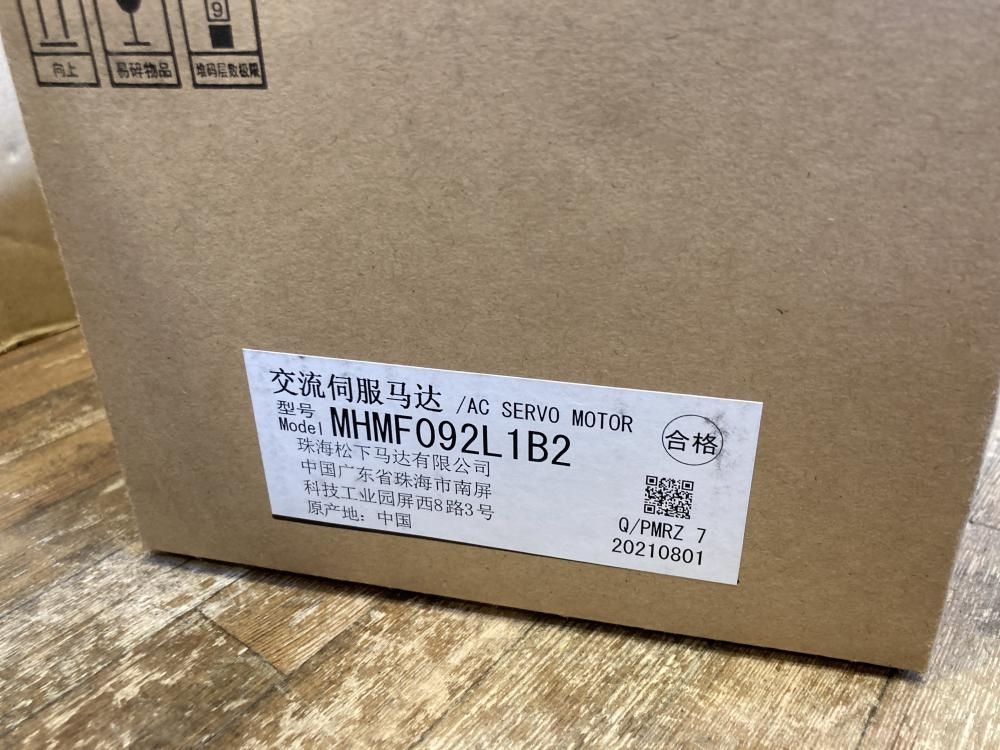 9
向上
易碎物品
堆码层数极限
交流伺服马达 /AC SERVO MOTOR
型号
Model MHMF092L1B2
合格
珠海松下马达有限公司
中国广东省珠海市南屏
科技工业园屏西8路3号
原产地：中国
Q/PMRZ 7
20210801